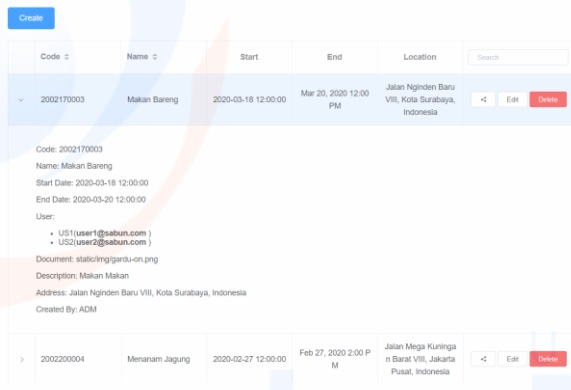 Create
Code Name Start End Location Search
2002170003 Makan Bareng 2020-03-18 12:00:00 Mar 20, 2020 12:00
PM
Jalan Nginden Baru
VIII, Kota Surabaya,
Indonesia
Edit Delete
Code: 2002170003
Name: Makan Bareng
Start Date: 2020-03-18 12:00:00
End Date: 2020-03-20 12:00:00
User:
• US1(user1@sabun.com )
• US2(user2@sabun.com )
Document: static/img/gardu-on.png
Description: Makan Makan
Address: Jalan Nginden Baru VIII, Kota Surabaya, Indonesia
Created By: ADM
2002200004 Menanam Jagung 2020-02-27 12:00:00 Feb 27, 2020 2:00 P
M
Jalan Mega Kuninga
n Barat VIII, Jakarta
Pusat, Indonesia
Edit Delete